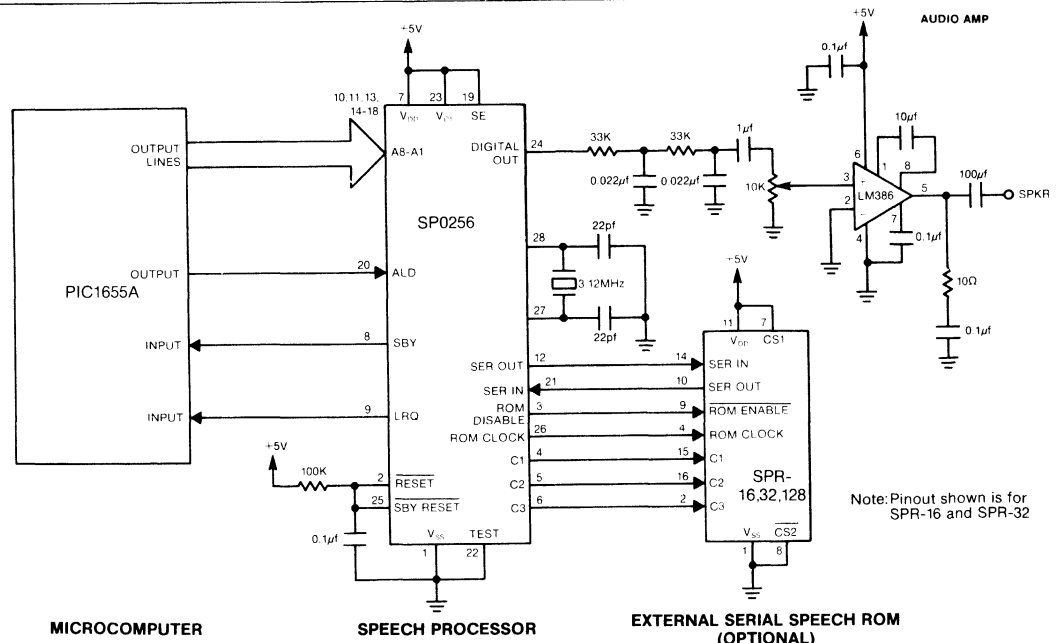 AUDIO AMP
+5V
+5V
0.1µf
10,11,13,
14-18
7
23
19
V_DD
SE
10µf
OUTPUT
LINES
A8-A1
DIGITAL
OUT
24
33K
33K
1µf
6
1
8
100µf
3
LM386
5
SPKR
0.022µf
0.022µf
10K
2
7
4
0.1µf
SP0256
28
22pf
+5V
OUTPUT
20
ALD
3.12MHz
10Ω
PIC1655A
27
22pf
11
7
V_DD
CS1
0.1µf
INPUT
8
SBY
SER OUT
12
14
SER IN
SER IN
21
10
SER OUT
ROM
DISABLE
3
9
ROM ENABLE
INPUT
9
LRQ
ROM CLOCK
26
4
ROM CLOCK
+5V
C1
4
15
C1
100K
2
RESET
C2
5
16
C2
SPR-
16,32,128
25
SBY RESET
C3
6
2
C3
Note: Pinout shown is for
SPR-16 and SPR-32
0.1µf
V_SS
TEST
1
22
V_SS
CS2
1
8
MICROCOMPUTER
SPEECH PROCESSOR
EXTERNAL SERIAL SPEECH ROM
(OPTIONAL)